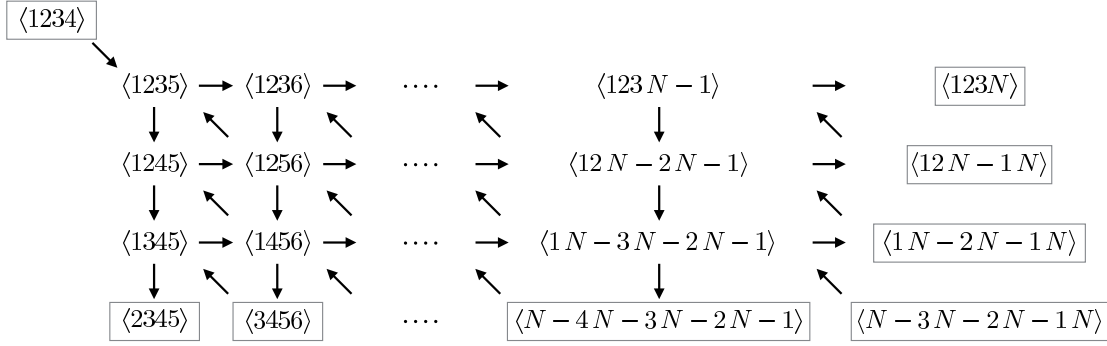 ⟨1234⟩
⟨1235⟩ ⟨1236⟩ ···· ⟨123 N − 1⟩ ⟨123N⟩
⟨1245⟩ ⟨1256⟩ ···· ⟨12 N − 2 N − 1⟩ ⟨12 N − 1 N⟩
⟨1345⟩ ⟨1456⟩ ···· ⟨1 N − 3 N − 2 N − 1⟩ ⟨1 N − 2 N − 1 N⟩
⟨2345⟩ ⟨3456⟩ ···· ⟨N − 4 N − 3 N − 2 N − 1⟩ ⟨N − 3 N − 2 N − 1 N⟩